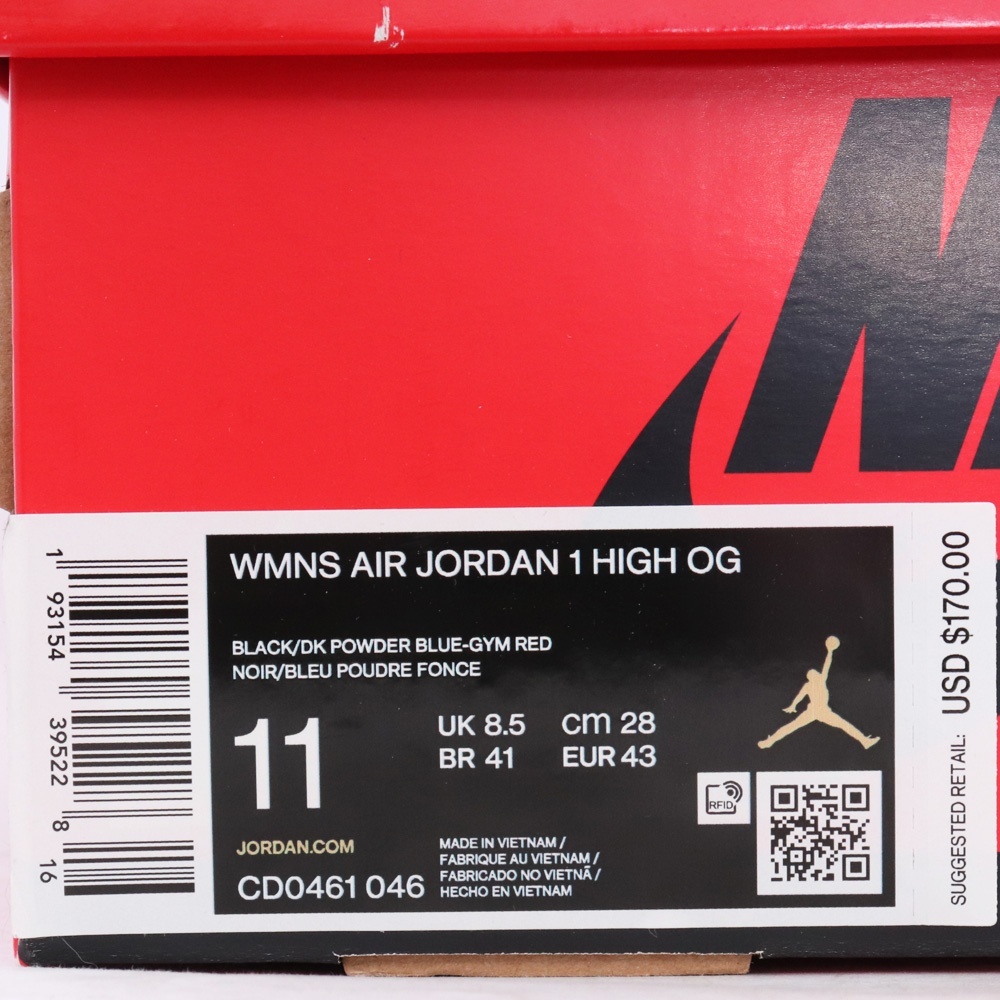 WMNS AIR JORDAN 1 HIGH OG
BLACK/DK POWDER BLUE-GYM RED
NOIR/BLEU POUDRE FONCE
11
UK 8.5 cm 28
BR 41 EUR 43
RFID
JORDAN.COM
CD0461 046
MADE IN VIETNAM /
FABRIQUE AU VIETNAM /
FABRICADO NO VIETNÃ /
HECHO EN VIETNAM
1 93154 39522 8 16
SUGGESTED RETAIL: USD $170.00